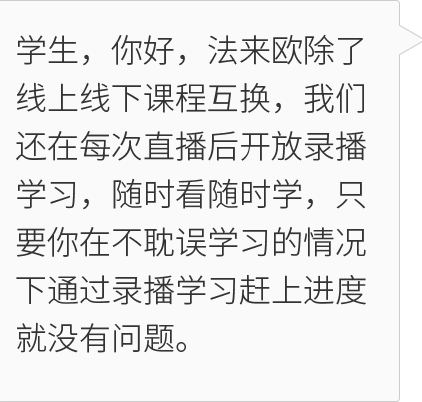 学生，你好，法来欧除了
线上线下课程互换，我们
还在每次直播后开放录播
学习，随时看随时学，只
要你在不耽误学习的情况
下通过录播学习赶上进度
就没有问题。